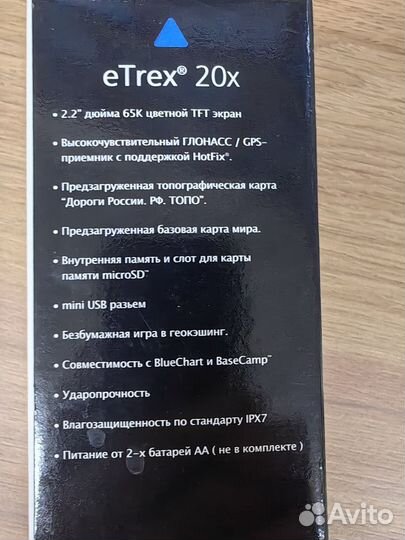 eTrex® 20x
• 2.2" дюйма 65К цветной TFT экран
• Высокочувствительный ГЛОНАСС / GPS-
приемник с поддержкой HotFix®.
• Предзагруженная топографическая карта
"Дороги России. РФ. ТОПО".
• Предзагруженная базовая карта мира.
• Внутренняя память и слот для карты
памяти microSD™
• mini USB разьем
• Безбумажная игра в геокэшинг.
• Совместимость с BlueChart и BaseCamp™
• Ударопрочность
• Влагозащищенность по стандарту IPX7
• Питание от 2-х батарей AA ( не в комплекте )
Avito